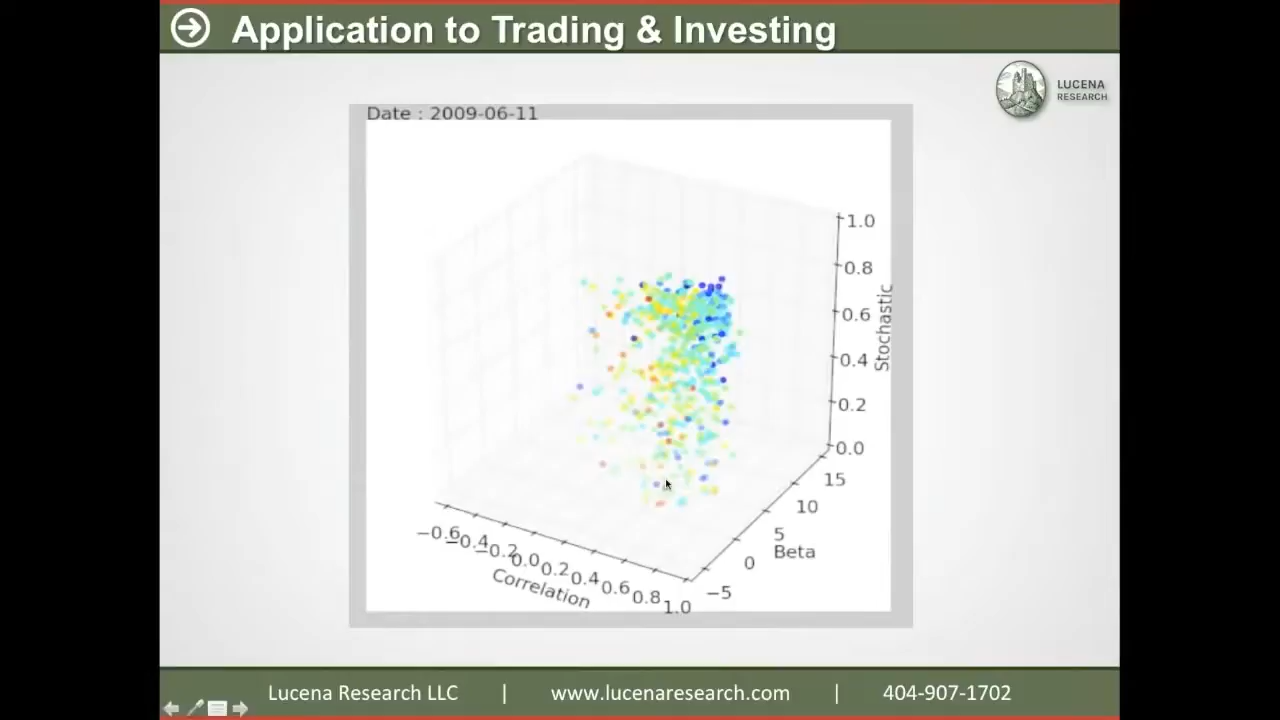 Application to Trading & Investing
LUCENA
RESEARCH
Date : 2009-06-11
1.0
0.8
0.6
0.4
0.2
0.0
Stochastic
15
10
5
0
−5
Beta
−0.6
−0.4
−0.2
0.0
0.2
0.4
0.6
0.8
1.0
Correlation
Lucena Research LLC | www.lucenaresearch.com | 404-907-1702